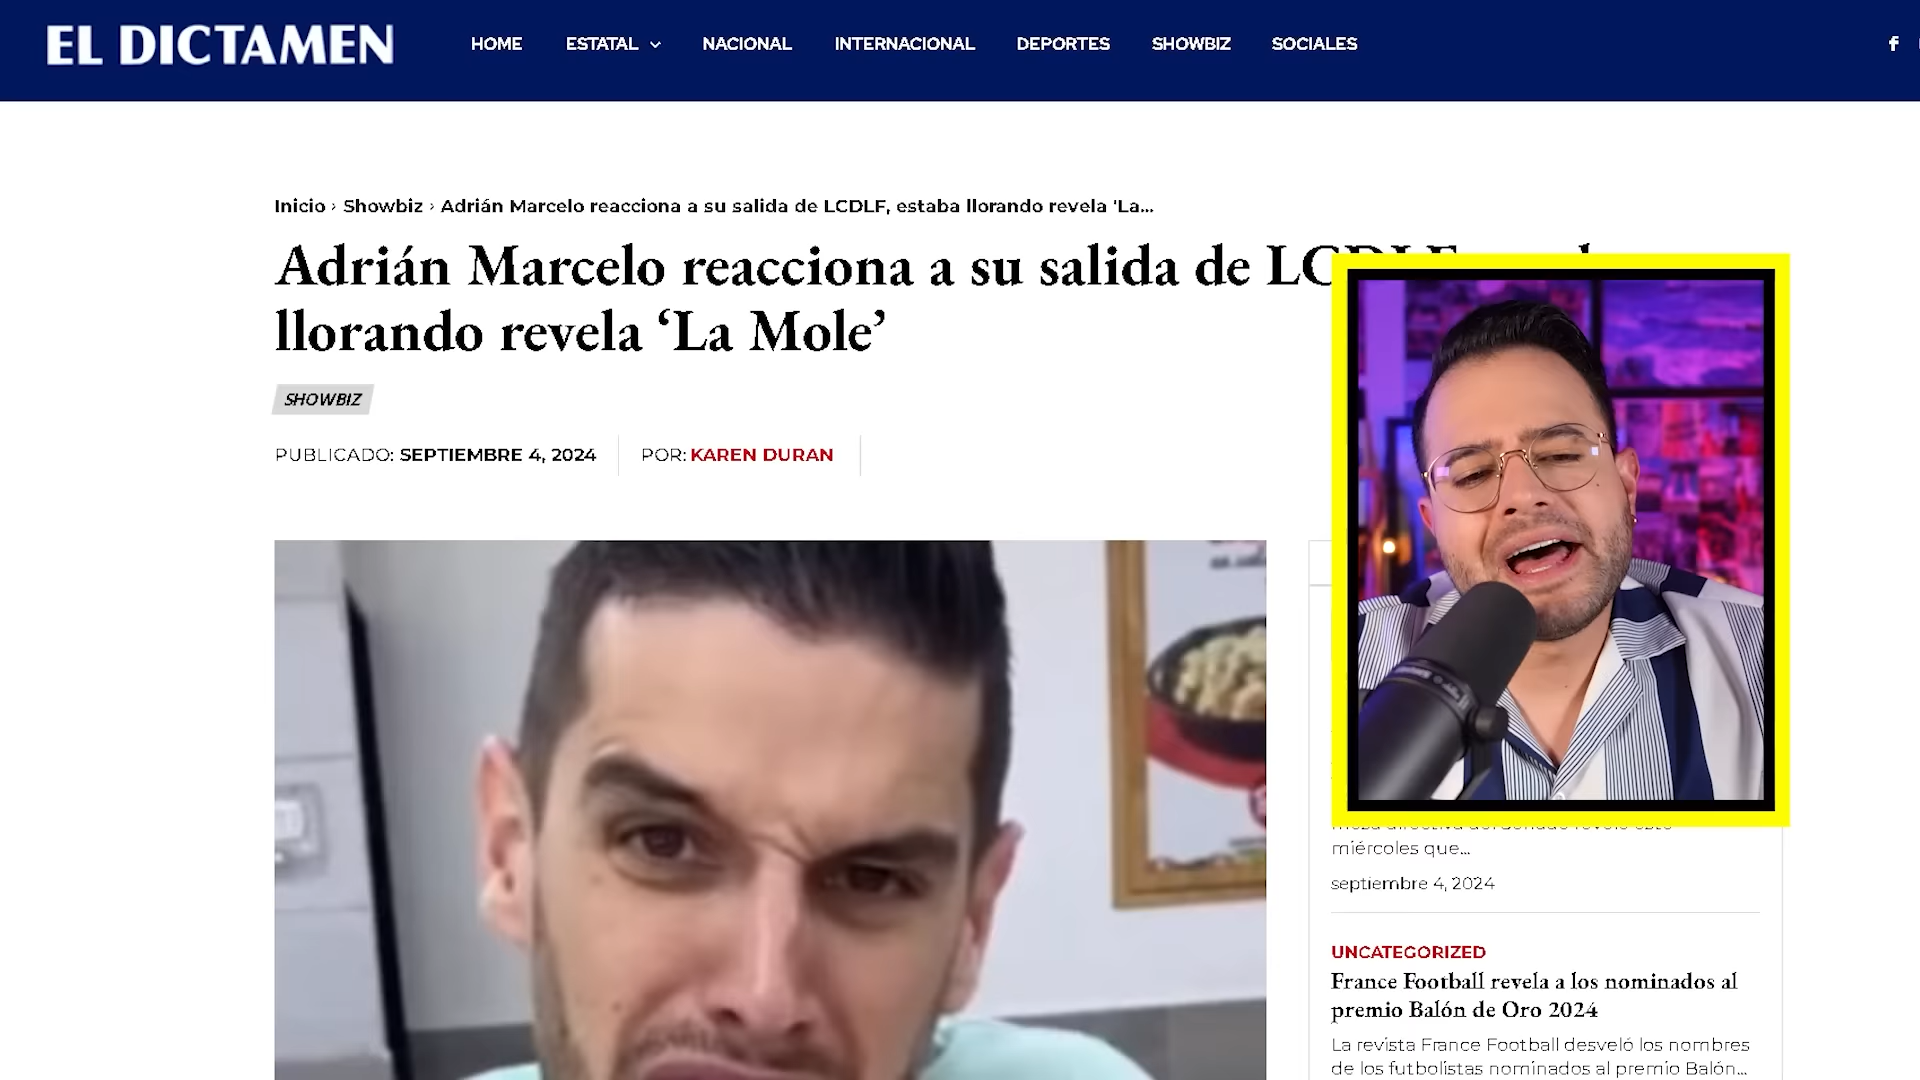 EL DICTAMEN
HOME ESTATAL NACIONAL INTERNACIONAL DEPORTES SHOWBIZ SOCIALES
Inicio › Showbiz › Adrián Marcelo reacciona a su salida de LCDLF, estaba llorando revela 'La...
Adrián Marcelo reacciona a su salida de LCDLF
llorando revela ‘La Mole’
SHOWBIZ
PUBLICADO: SEPTIEMBRE 4, 2024 POR: KAREN DURAN
miércoles que...
septiembre 4, 2024
UNCATEGORIZED
France Football revela a los nominados al
premio Balón de Oro 2024
La revista France Football desveló los nombres
de los futbolistas nominados al premio Balón...